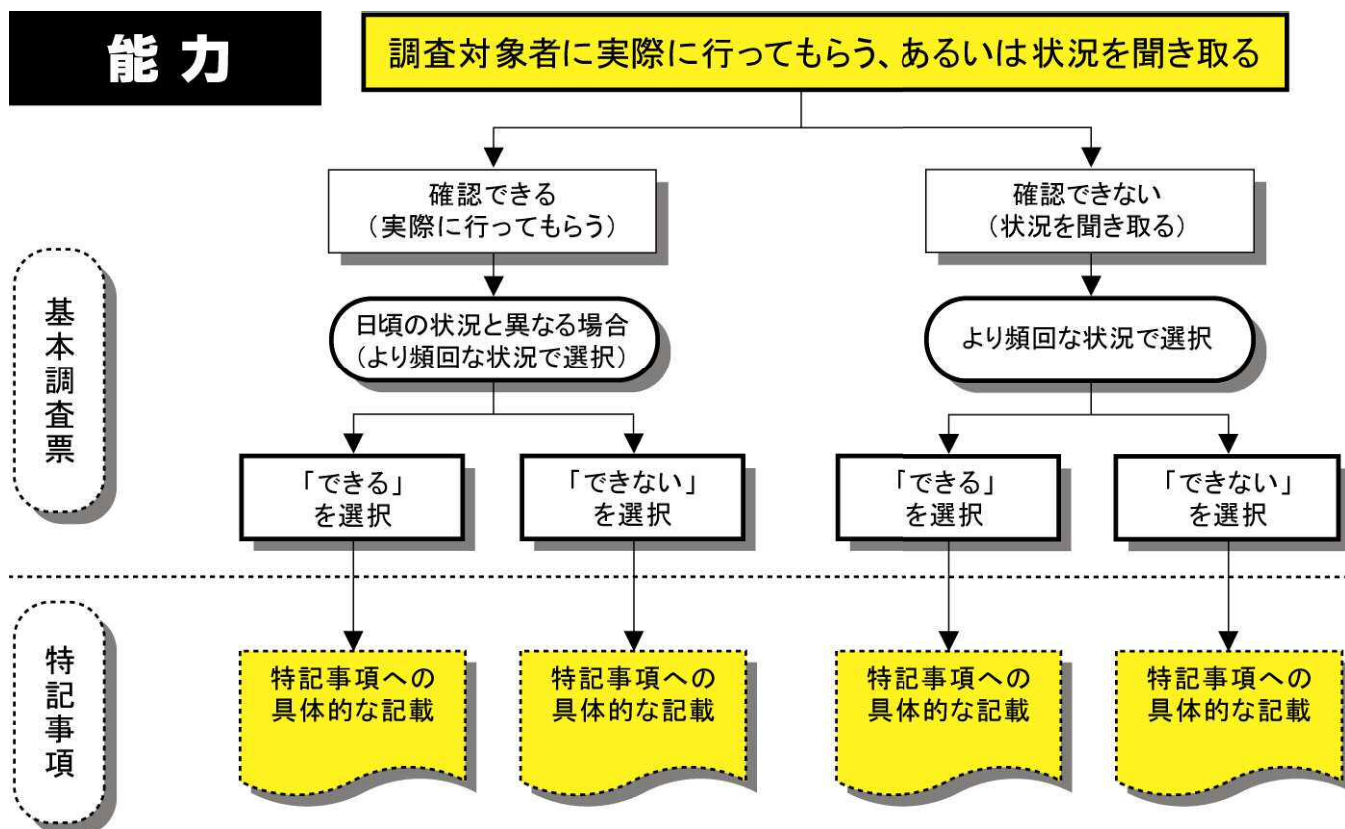 能力
調査対象者に実際に行ってもらう、あるいは状況を聞き取る
確認できる
(実際に行ってもらう)
確認できない
(状況を聞き取る)
基本調査票
日頃の状況と異なる場合
(より頻回な状況で選択)
より頻回な状況で選択
「できる」
を選択
「できない」
を選択
「できる」
を選択
「できない」
を選択
特記事項
特記事項への
具体的な記載
特記事項への
具体的な記載
特記事項への
具体的な記載
特記事項への
具体的な記載